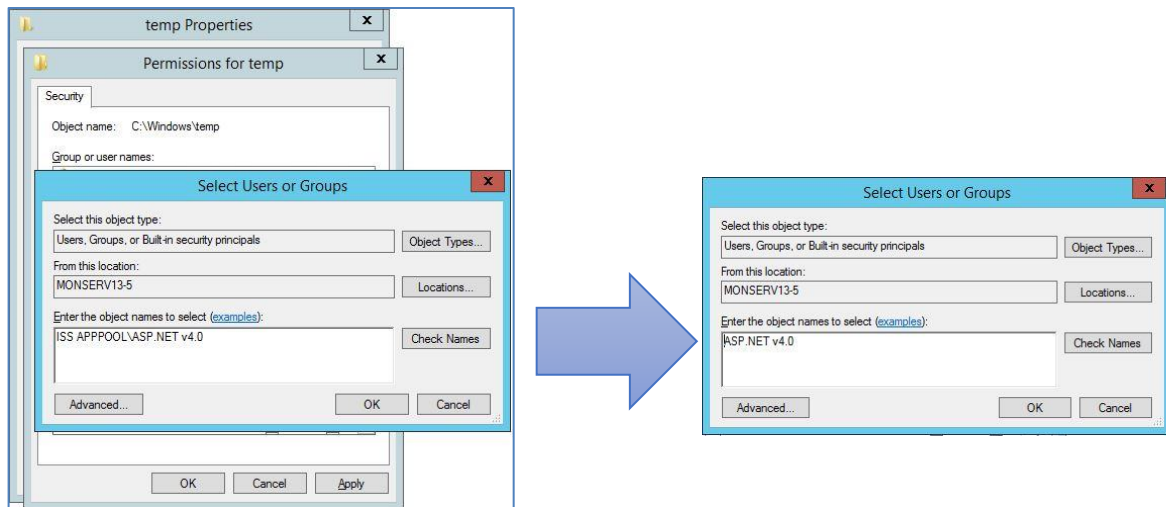 temp Properties
x
Permissions for temp
x
Security
Object name: C:\Windows\temp
Group or user names:
Select Users or Groups
x
Select this object type:
Users, Groups, or Built-in security principals
Object Types...
From this location:
MONSERV13-5
Locations...
Enter the object names to select (examples):
ISS APPPOOL\ASP.NET v4.0
Check Names
Advanced...
OK
Cancel
OK
Cancel
Apply
Select Users or Groups
x
Select this object type:
Users, Groups, or Built-in security principals
Object Types...
From this location:
MONSERV13-5
Locations...
Enter the object names to select (examples):
ASP.NET v4.0
Check Names
Advanced...
OK
Cancel